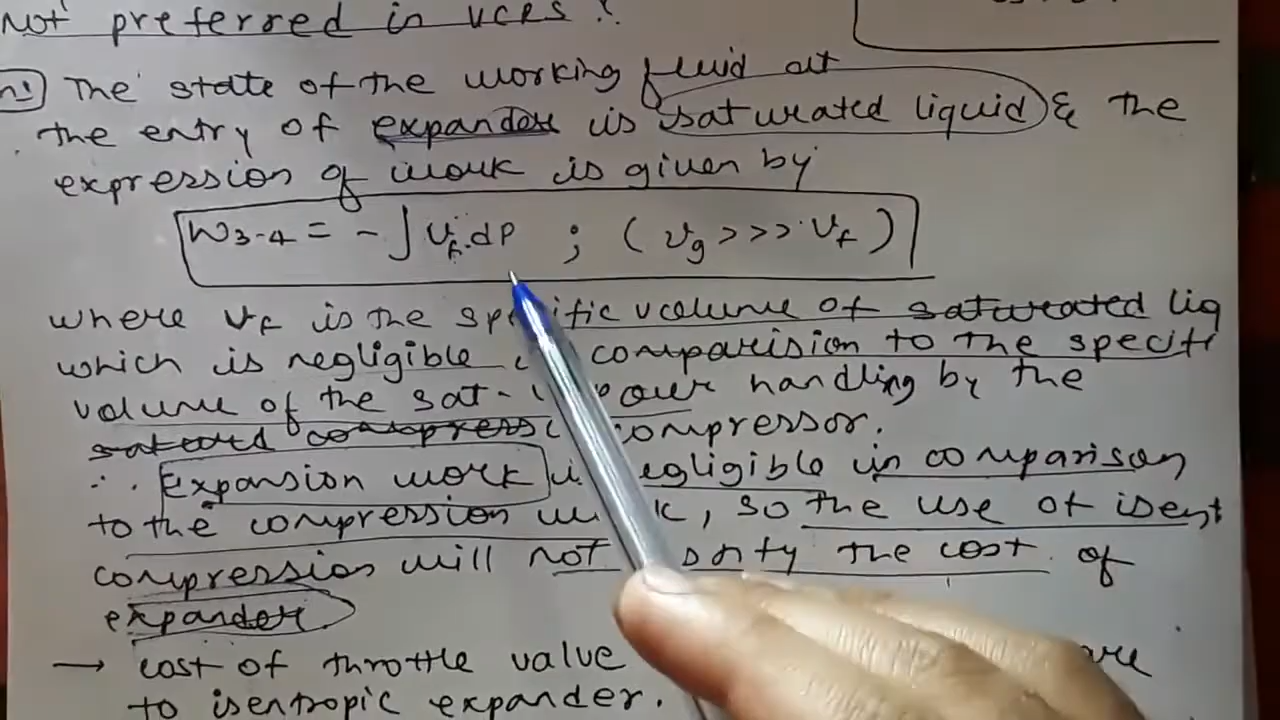 not preferred in VCRS ?
The state of the working fluid at
the entry of expander is saturated liquid & the
expression of work is given by
W3-4 = - ∫ vf.dP ; ( vg >>> vf )
where vf is the specific volume of saturated liq
which is negligible comparision to the specifi
volume of the sat- handling by the
compressor.
∴ Expansion work negligible in comparison
to the compression , so the use of isent
compression will not the cost of
expander
→ cost of throttle value
to isentropic expander.